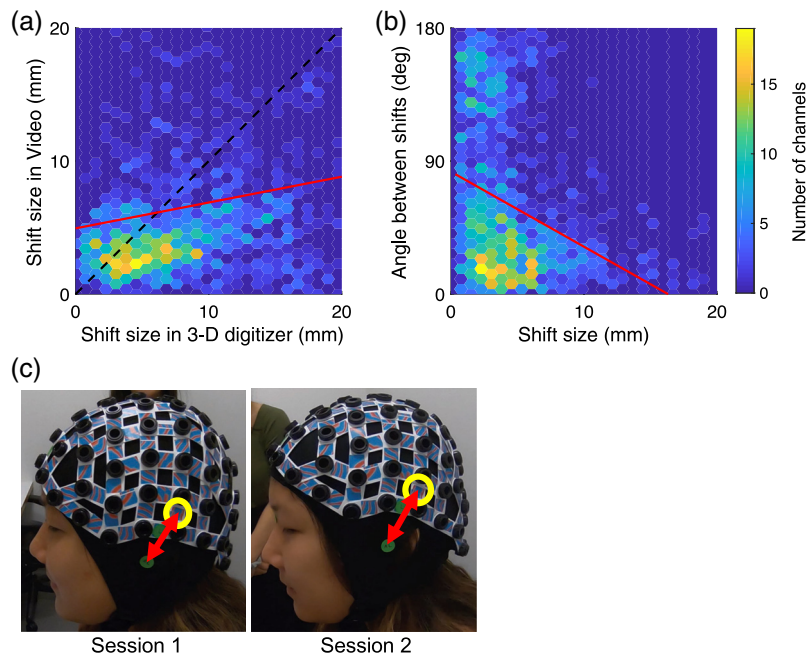 (a)
20
10
0
Shift size in Video (mm)
0 10 20
Shift size in 3-D digitizer (mm)
(b)
180
90
0
Angle between shifts (deg)
0 5 10 15 20
Shift size (mm)
15
10
5
0
Number of channels
(c)
Session 1
Session 2